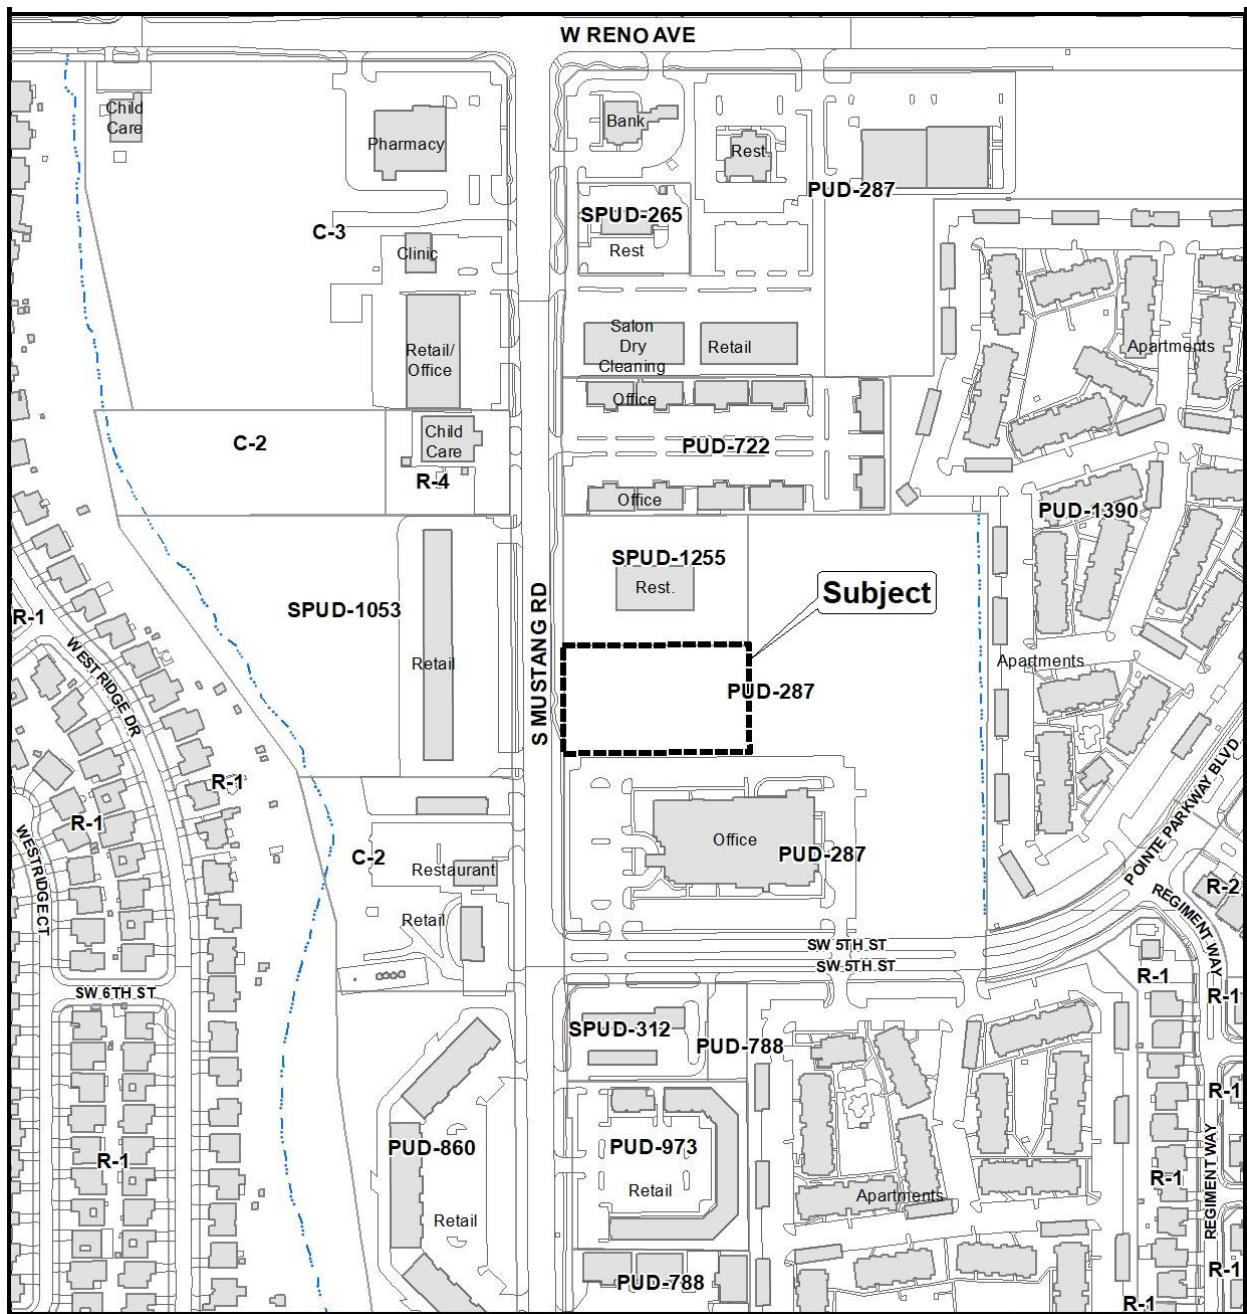 W RENO AVE
Child
Care
Pharmacy
Bank
Rest.
PUD-287
SPUD-265
Rest
C-3
Clinic
Salon
Dry
Cleaning
Retail
Retail/
Office
Apartments
Office
C-2
Child
Care
R-4
PUD-722
Office
PUD-1390
SPUD-1255
Rest.
Subject
S MUSTANG RD
SPUD-1053
R-1
WESTRIDGE DR
Retail
Apartments
PUD-287
R-1
R-1
WESTRIDGE CT
POINTE PARKWAY BLVD
Office
PUD-287
C-2
Restaurant
Retail
R-2
REGIMENT WAY
SW 5TH ST
SW 5TH ST
R-1
R-1
SW 6TH ST
SPUD-312
PUD-788
R-1
PUD-860
PUD-973
Retail
R-1
REGIMENT WAY
R-1
Apartments
Retail
R-1
PUD-788
R-1